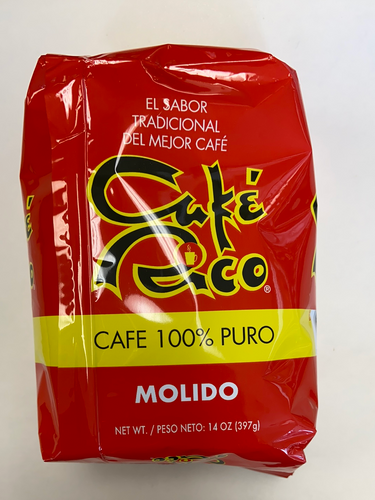 EL SABOR
TRADICIONAL
DEL MEJOR CAFÉ
Café
Rico®
CAFE 100% PURO
MOLIDO
NET WT. / PESO NETO: 14 OZ (397g)